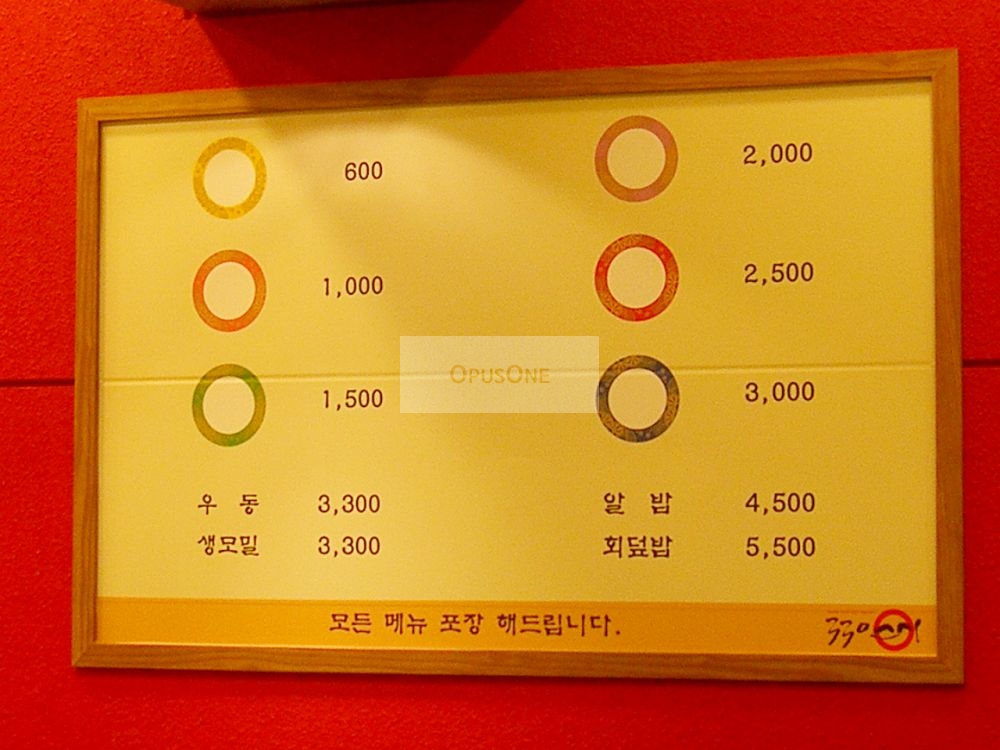 600
2,000
1,000
2,500
1,500
3,000
OPUSONE
우 동 3,300
알 밥 4,500
생모밀 3,300
회덮밥 5,500
모든 메뉴 포장 해드립니다.